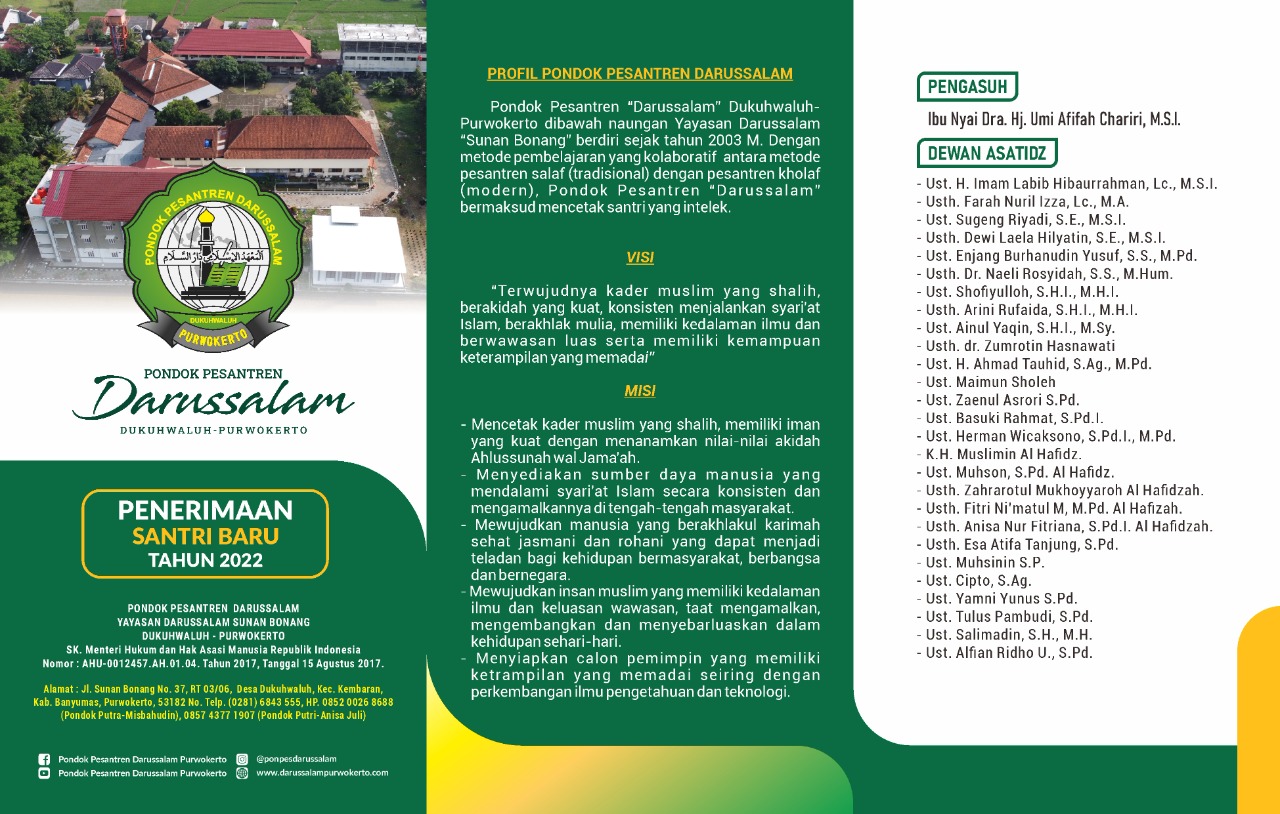 PONDOK PESANTREN DARUSSALAM
المعهد الإسلامي دار السلام
DUKUHWALUH
PURWOKERTO
PONDOK PESANTREN
Darussalam
DUKUHWALUH-PURWOKERTO
PENERIMAAN
SANTRI BARU
TAHUN 2022
PONDOK PESANTREN DARUSSALAM
YAYASAN DARUSSALAM SUNAN BONANG
DUKUHWALUH - PURWOKERTO
SK. Menteri Hukum dan Hak Asasi Manusia Republik Indonesia
Nomor : AHU-0012457.AH.01.04. Tahun 2017, Tanggal 15 Agustus 2017.
Alamat : Jl. Sunan Bonang No. 37, RT 03/06, Desa Dukuhwaluh, Kec. Kembaran,
Kab. Banyumas, Purwokerto, 53182 No. Telp. (0281) 6843 555, HP. 0852 0026 8688
(Pondok Putra-Misbahudin), 0857 4377 1907 (Pondok Putri-Anisa Juli)
Pondok Pesantren Darussalam Purwokerto @ponpesdarussalam
Pondok Pesantren Darussalam Purwokerto www.darussalampurwokerto.com
PROFIL PONDOK PESANTREN DARUSSALAM
Pondok Pesantren “Darussalam” Dukuhwaluh-
Purwokerto dibawah naungan Yayasan Darussalam
“Sunan Bonang” berdiri sejak tahun 2003 M. Dengan
metode pembelajaran yang kolaboratif antara metode
pesantren salaf (tradisional) dengan pesantren kholaf
(modern), Pondok Pesantren “Darussalam”
bermaksud mencetak santri yang intelek.
VISI
“Terwujudnya kader muslim yang shalih,
berakidah yang kuat, konsisten menjalankan syari’at
Islam, berakhlak mulia, memiliki kedalaman ilmu dan
berwawasan luas serta memiliki kemampuan
keterampilan yang memadai”
MISI
- Mencetak kader muslim yang shalih, memiliki iman
yang kuat dengan menanamkan nilai-nilai akidah
Ahlussunah wal Jama’ah.
- Menyediakan sumber daya manusia yang
mendalami syari’at Islam secara konsisten dan
mengamalkannya di tengah-tengah masyarakat.
- Mewujudkan manusia yang berakhlakul karimah
sehat jasmani dan rohani yang dapat menjadi
teladan bagi kehidupan bermasyarakat, berbangsa
dan bernegara.
- Mewujudkan insan muslim yang memiliki kedalaman
ilmu dan keluasan wawasan, taat mengamalkan,
mengembangkan dan menyebarluaskan dalam
kehidupan sehari-hari.
- Menyiapkan calon pemimpin yang memiliki
ketrampilan yang memadai seiring dengan
perkembangan ilmu pengetahuan dan teknologi.
PENGASUH
Ibu Nyai Dra. Hj. Umi Afifah Chariri, M.S.I.
DEWAN ASATIDZ
- Ust. H. Imam Labib Hibaurrahman, Lc., M.S.I.
- Usth. Farah Nuril Izza, Lc., M.A.
- Ust. Sugeng Riyadi, S.E., M.S.I.
- Usth. Dewi Laela Hilyatin, S.E., M.S.I.
- Ust. Enjang Burhanudin Yusuf, S.S., M.Pd.
- Usth. Dr. Naeli Rosyidah, S.S., M.Hum.
- Ust. Shofiyulloh, S.H.I., M.H.I.
- Usth. Arini Rufaida, S.H.I., M.H.I.
- Ust. Ainul Yaqin, S.H.I., M.Sy.
- Usth. dr. Zumrotin Hasnawati
- Ust. H. Ahmad Tauhid, S.Ag., M.Pd.
- Ust. Maimun Sholeh
- Ust. Zaenul Asrori S.Pd.
- Ust. Basuki Rahmat, S.Pd.I.
- Ust. Herman Wicaksono, S.Pd.I., M.Pd.
- K.H. Muslimin Al Hafidz.
- Ust. Muhson, S.Pd. Al Hafidz.
- Usth. Zahrarotul Mukhoyyaroh Al Hafidzah.
- Usth. Fitri Ni’matul M, M.Pd. Al Hafizah.
- Usth. Anisa Nur Fitriana, S.Pd.I. Al Hafidzah.
- Usth. Esa Atifa Tanjung, S.Pd.
- Ust. Muhsinin S.P.
- Ust. Cipto, S.Ag.
- Ust. Yamni Yunus S.Pd.
- Ust. Tulus Pambudi, S.Pd.
- Ust. Salimadin, S.H., M.H.
- Ust. Alfian Ridho U., S.Pd.